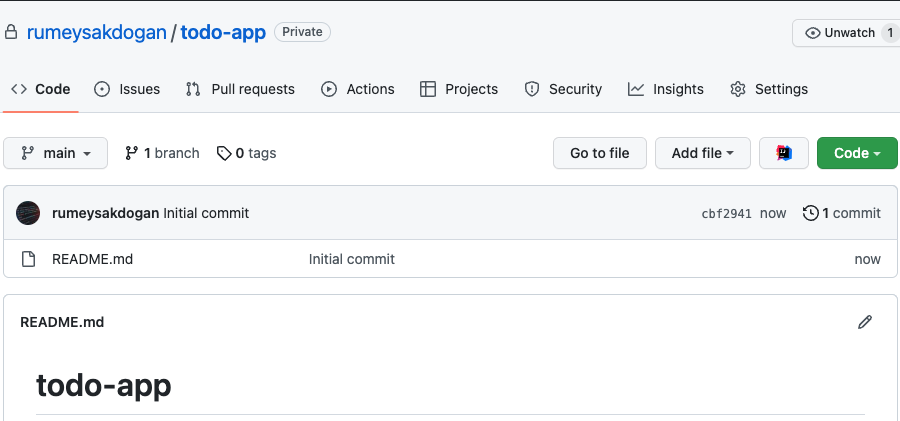 rumeysakdogan / todo-app Private Unwatch 1
Code Issues Pull requests Actions Projects Security Insights Settings
main 1 branch 0 tags Go to file Add file Code
rumeysakdogan Initial commit cbf2941 now 1 commit
README.md Initial commit now
README.md
todo-app